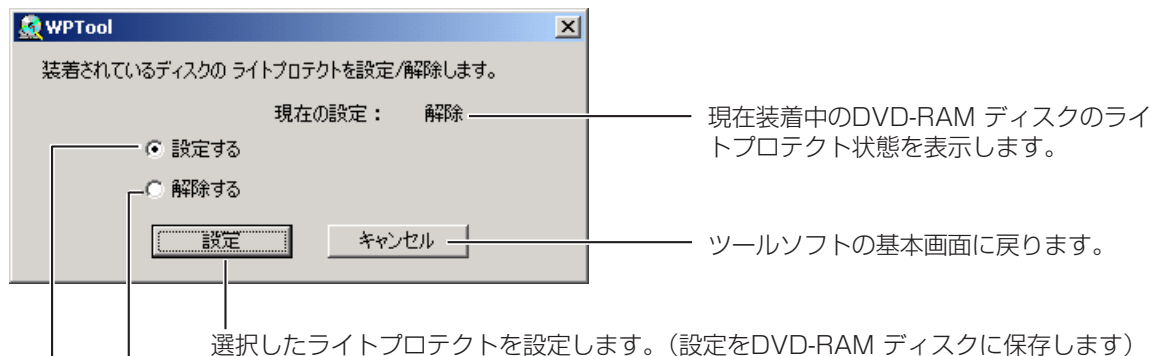 WPTool
装着されているディスクの ライトプロテクトを設定/解除します。
現在の設定： 解除
現在装着中のDVD-RAM ディスクのライ
トプロテクト状態を表示します。
設定する
解除する
設定 キャンセル
ツールソフトの基本画面に戻ります。
選択したライトプロテクトを設定します。（設定をDVD-RAM ディスクに保存します）